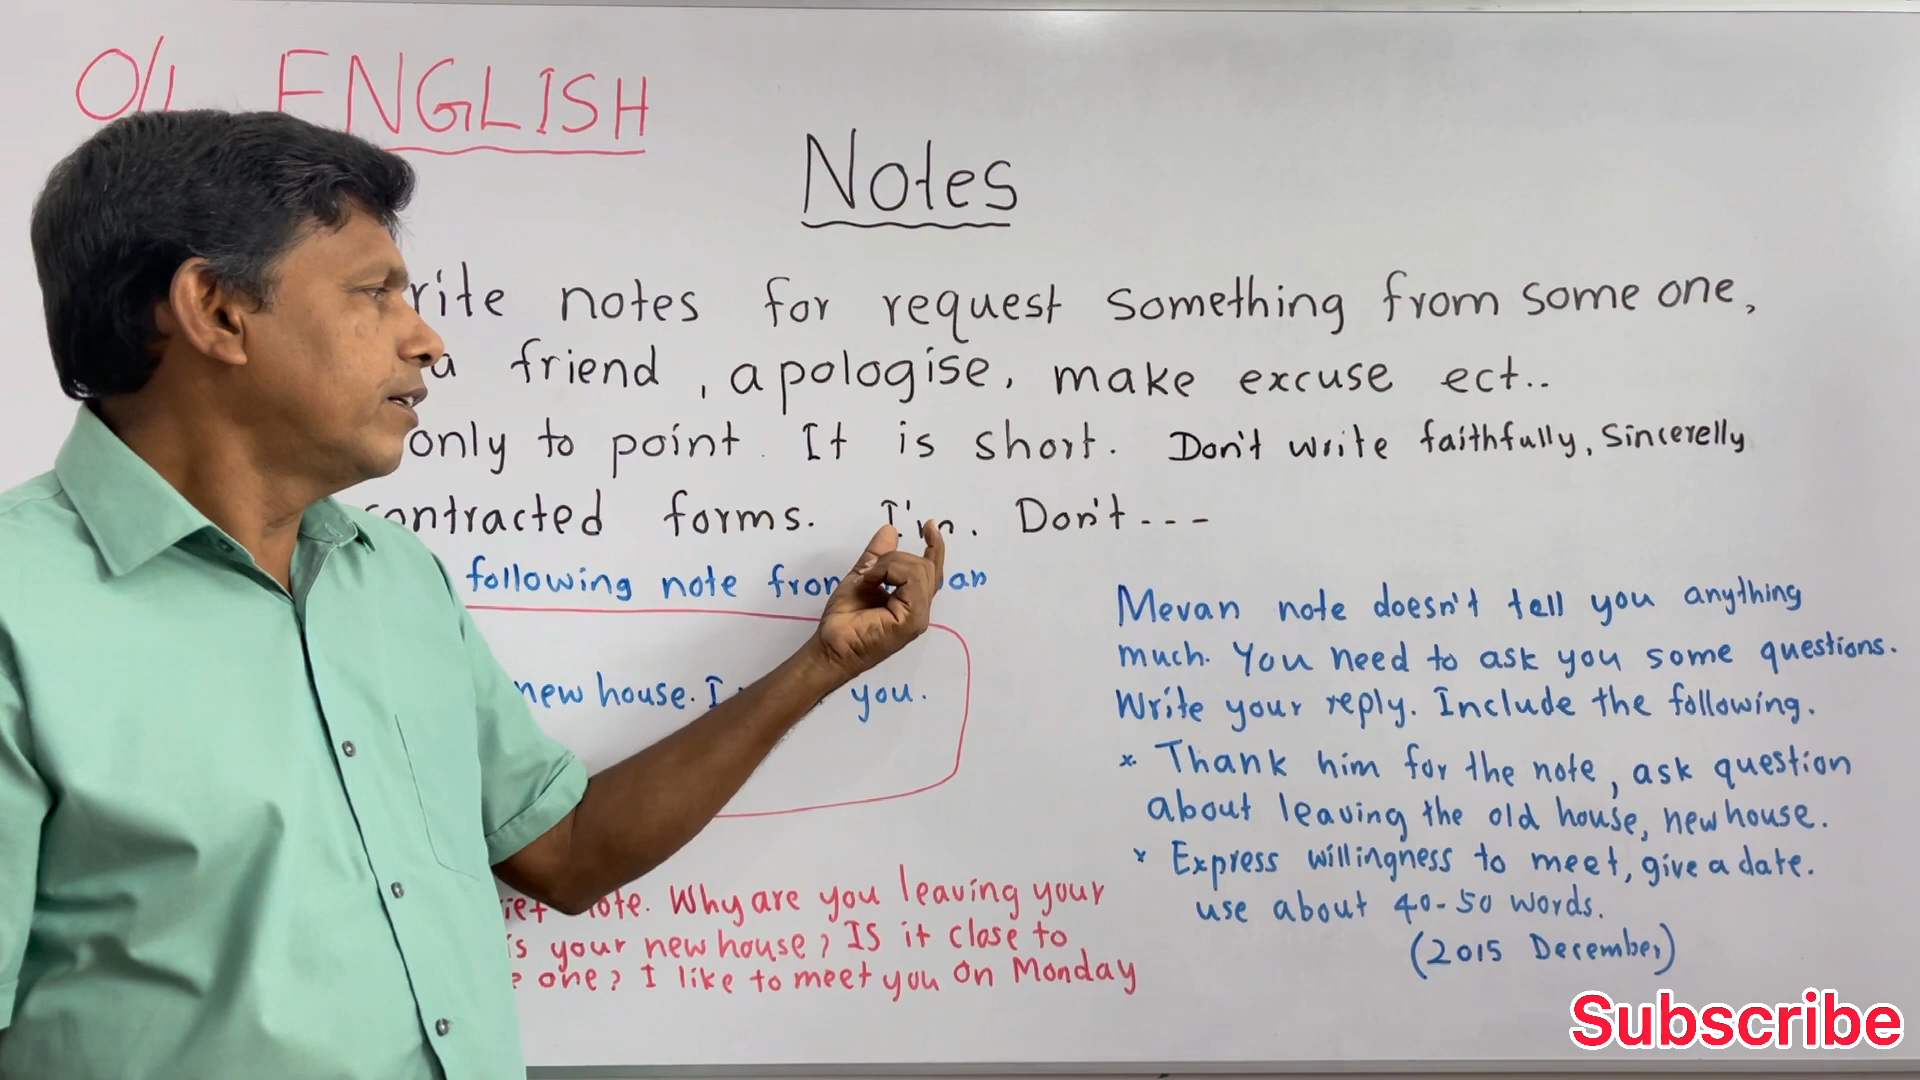 O/L ENGLISH
Notes
notes for request something from some one,
a friend, apologise, make excuse ect..
only to point. It is short. Don't write faithfully, Sincerelly
contracted forms. I'm. Don't ---
following note from
new house. I you.
Mevan note doesn't tell you anything
much. You need to ask you some questions.
Write your reply. Include the following.
* Thank him for the note, ask question
about leaving the old house, new house.
* Express willingness to meet, give a date.
use about 40-50 words.
(2015 December)
note. Why are you leaving your
is your new house? Is it close to
one? I like to meet you on Monday
Subscribe